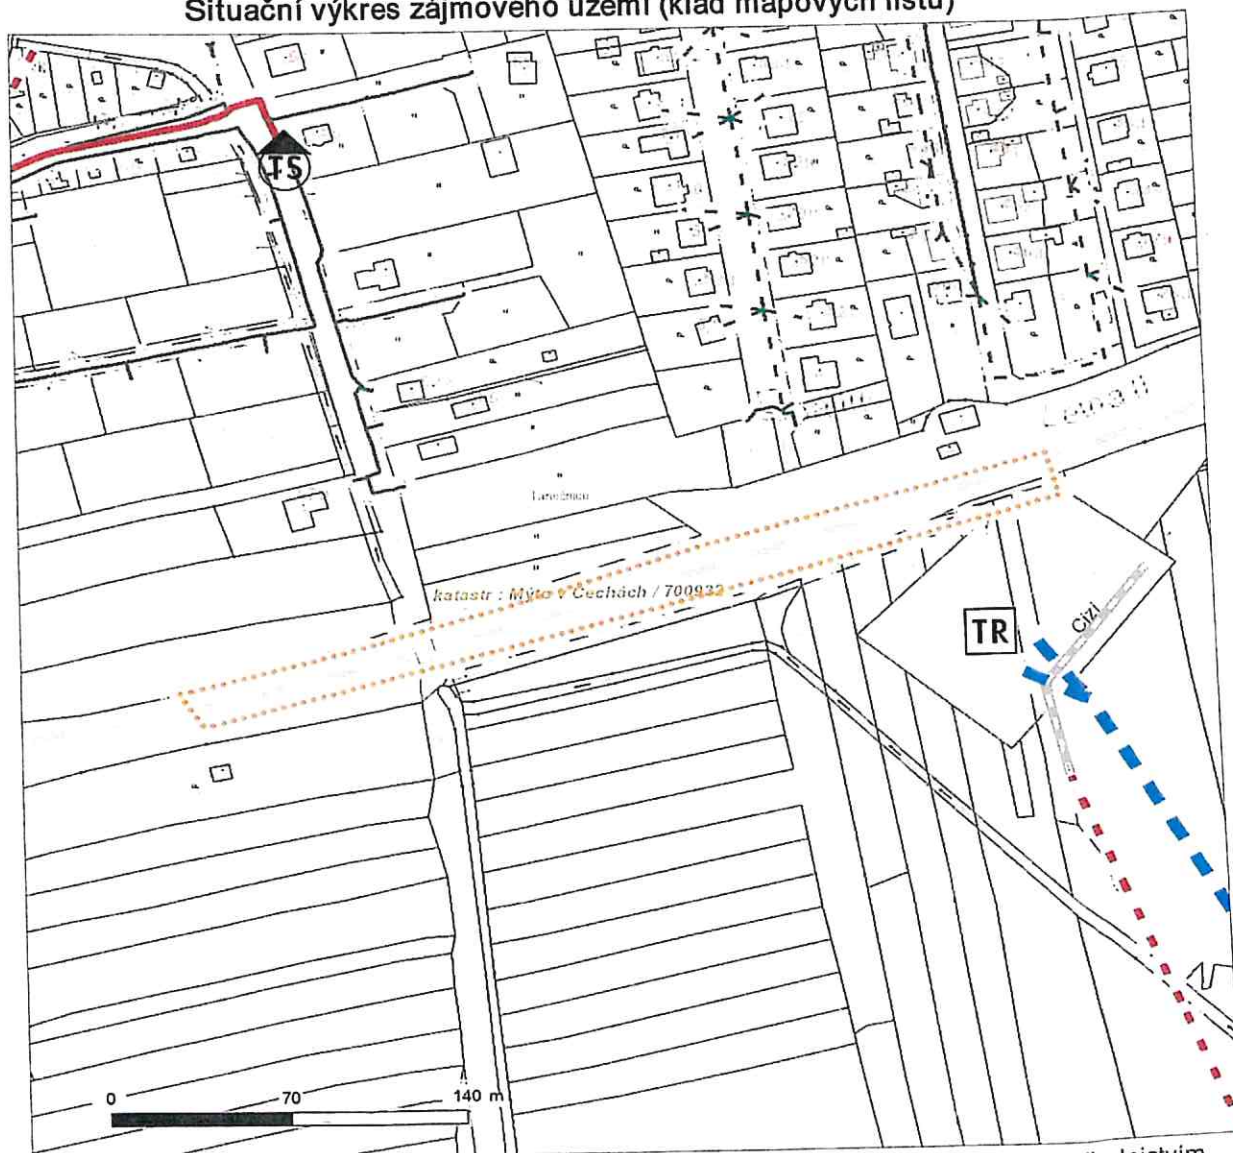 Situační výkres zájmového území (klad mapových listů)
TS
katastr : Mýto v Čechách / 700932
TR
Cizí
0 70 140 m